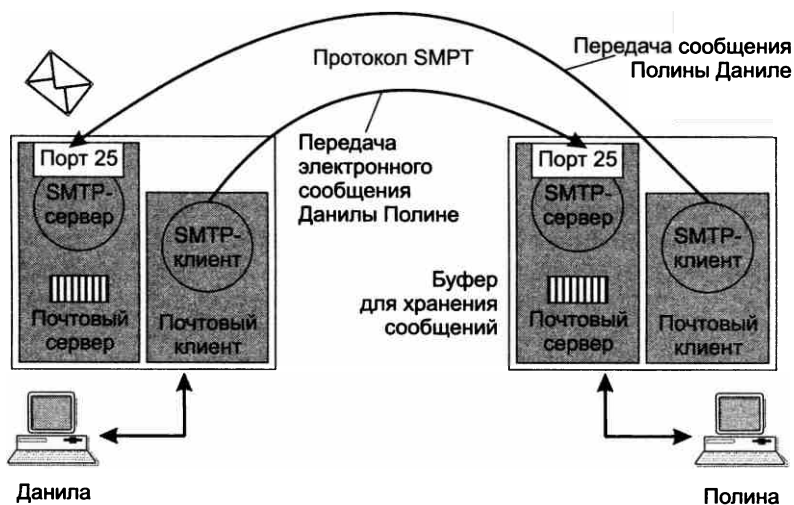 Протокол SMPT
Передача сообщения
Полины Даниле
Порт 25
SMTP-
сервер
Почтовый
сервер
SMTP-
клиент
Почтовый
клиент
Передача
электронного
сообщения
Данилы Полине
Буфер
для хранения
сообщений
Порт 25
SMTP-
сервер
Почтовый
сервер
SMTP-
клиент
Почтовый
клиент
Данила
Полина